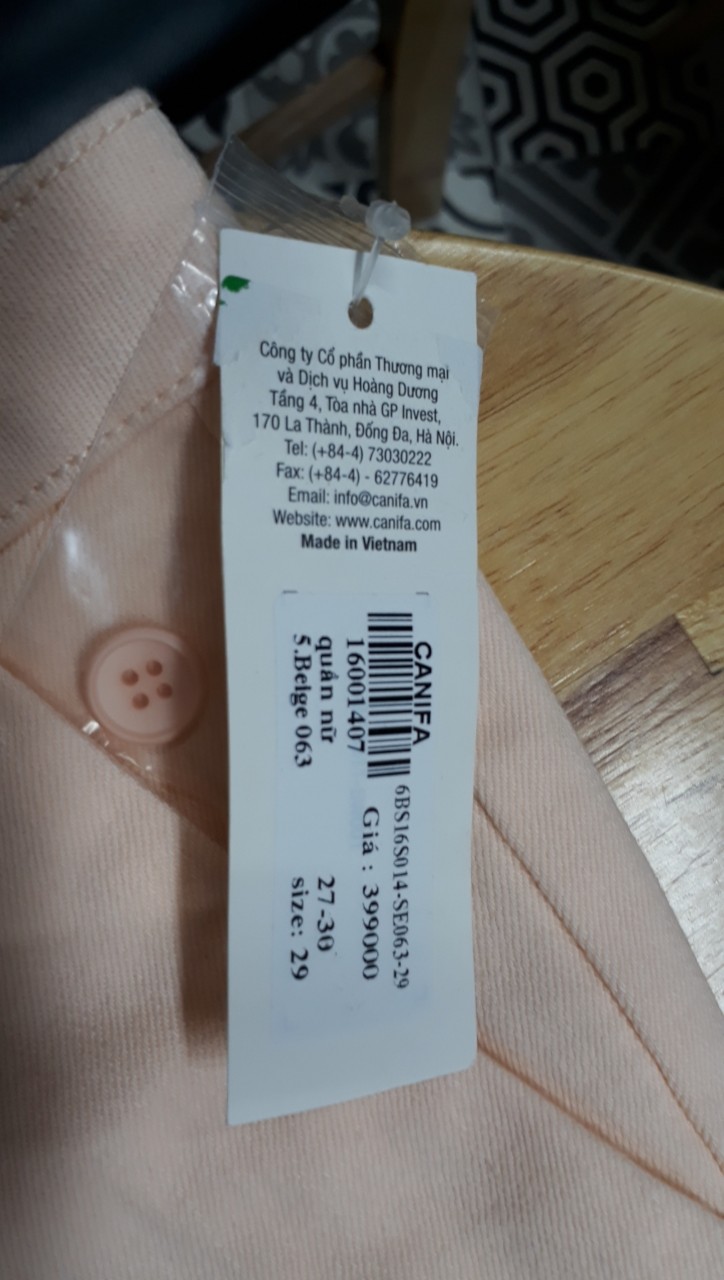 Công ty Cổ phần Thương mại
và Dịch vụ Hoàng Dương
Tầng 4, Tòa nhà GP Invest,
170 La Thành, Đống Đa, Hà Nội.
Tel: (+84-4) 73030222
Fax: (+84-4) - 62776419
Email: info@canifa.vn
Website: www.canifa.com
Made in Vietnam
CANIFA
6BS16S014-SE063-29
16001407
Giá : 399000
quần nữ
27-30
5.Beige 063
size: 29